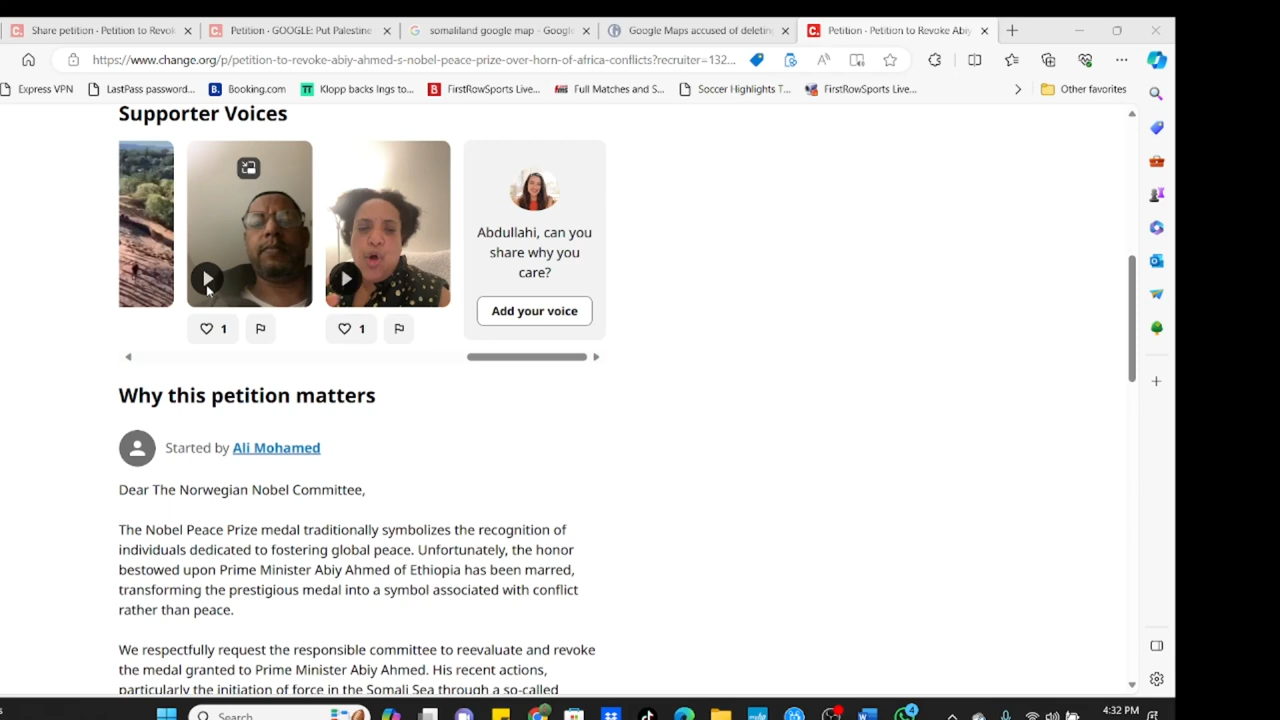 Share petition · Petition to Revok
Petition · GOOGLE: Put Palestine
somaliland google map - Google
Google Maps accused of deleting
Petition · Petition to Revoke Abiy
https://www.change.org/p/petition-to-revoke-abiy-ahmed-s-nobel-peace-prize-over-horn-of-africa-conflicts?recruiter=132...
Express VPN
LastPass password...
Booking.com
Klopp backs lngs to...
FirstRowSports Live...
Full Matches and S...
Soccer Highlights T...
FirstRowSports Live...
Other favorites
Supporter Voices
Abdullahi, can you
share why you
care?
Add your voice
1
1
Why this petition matters
Started by Ali Mohamed
Dear The Norwegian Nobel Committee,
The Nobel Peace Prize medal traditionally symbolizes the recognition of
individuals dedicated to fostering global peace. Unfortunately, the honor
bestowed upon Prime Minister Abiy Ahmed of Ethiopia has been marred,
transforming the prestigious medal into a symbol associated with conflict
rather than peace.
We respectfully request the responsible committee to reevaluate and revoke
the medal granted to Prime Minister Abiy Ahmed. His recent actions,
particularly the initiation of force in the Somali Sea through a so-called
Search
4
4:32 PM